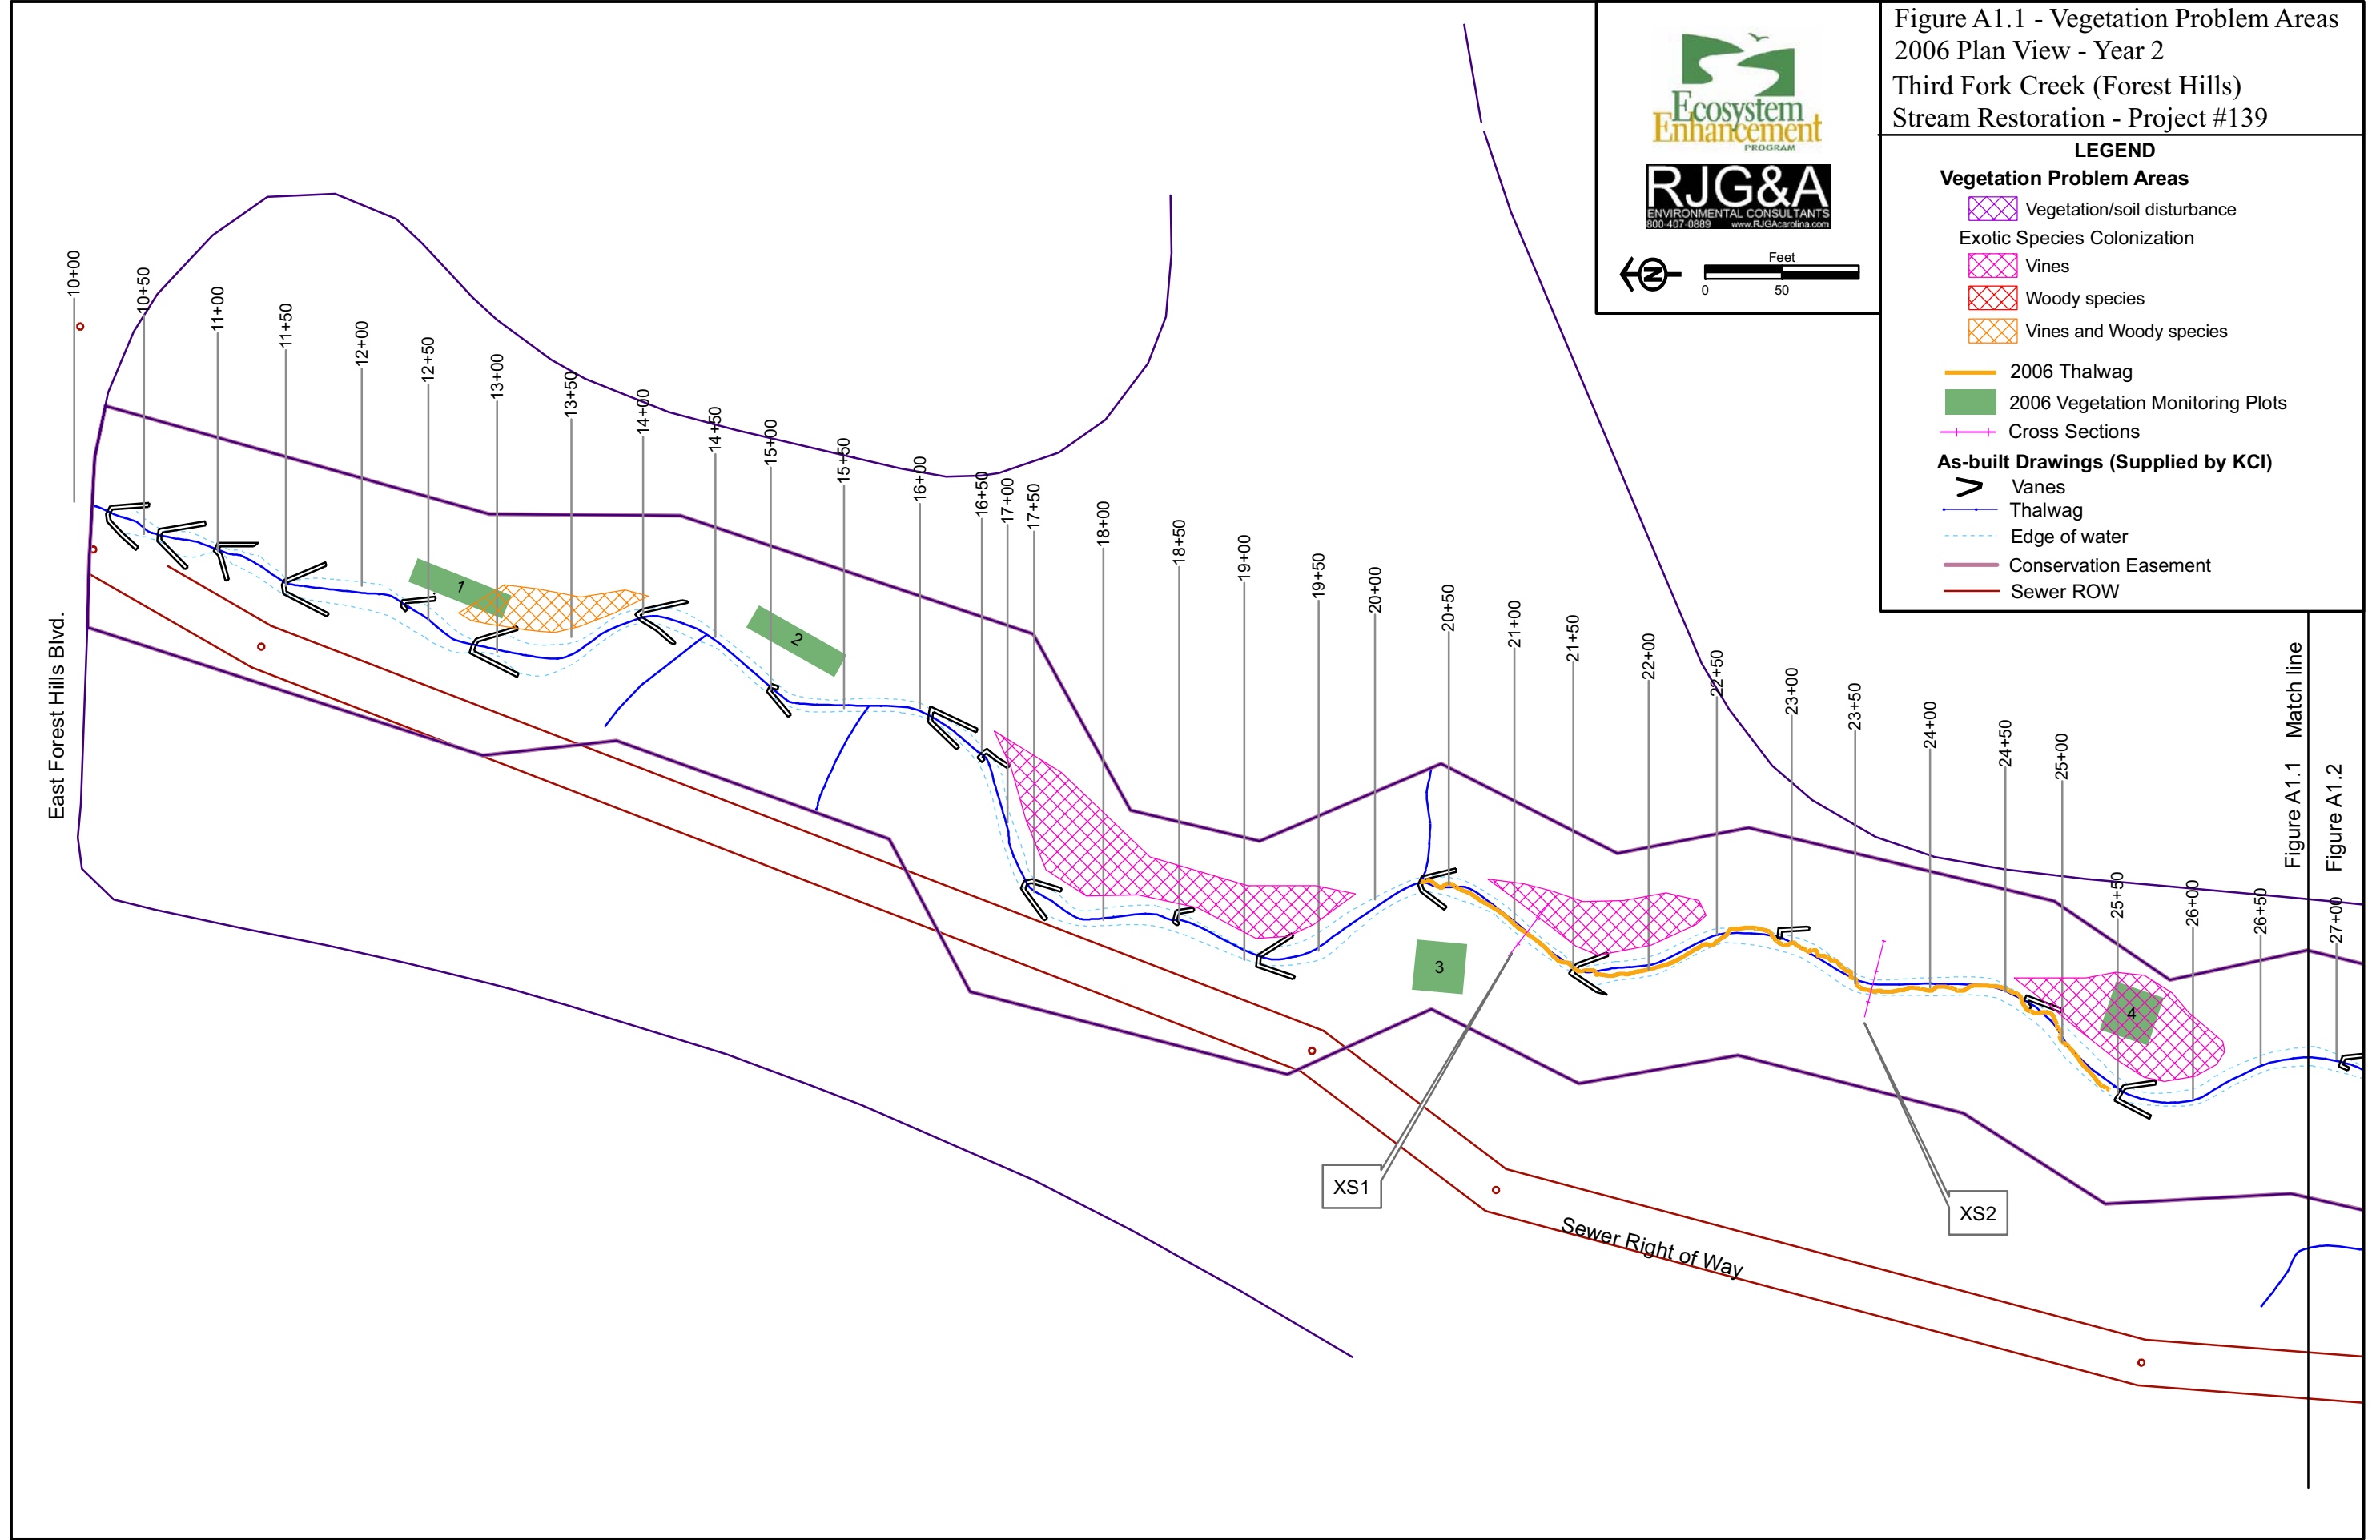 Figure A1.1 - Vegetation Problem Areas
2006 Plan View - Year 2
Third Fork Creek (Forest Hills)
Stream Restoration - Project #139
Ecosystem
Enhancement
PROGRAM
RJG&A
ENVIRONMENTAL CONSULTANTS
800-407-0889 www.RJGAcarolina.com
N
Feet
0 50
LEGEND
Vegetation Problem Areas
Vegetation/soil disturbance
Exotic Species Colonization
Vines
Woody species
Vines and Woody species
2006 Thalwag
2006 Vegetation Monitoring Plots
Cross Sections
As-built Drawings (Supplied by KCI)
Vanes
Thalwag
Edge of water
Conservation Easement
Sewer ROW
10+00
10+50
11+00
11+50
12+00
12+50
13+00
13+50
14+00
14+50
15+00
15+50
16+00
16+50
17+00
17+50
18+00
18+50
19+00
19+50
20+00
20+50
21+00
21+50
22+00
22+50
23+00
23+50
24+00
24+50
25+00
25+50
26+00
26+50
27+00
East Forest Hills Blvd.
1
2
3
4
XS1
XS2
Sewer Right of Way
Figure A1.1 Match line
Figure A1.2